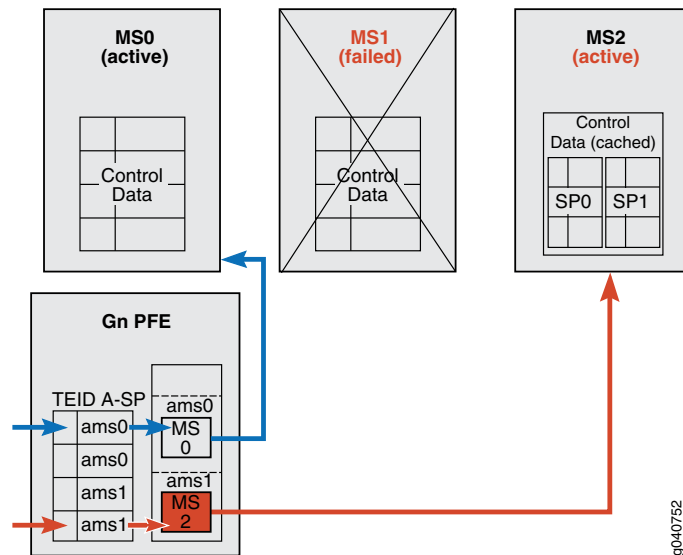 MS0
(active)
MS1
(failed)
MS2
(active)
Control
Data
Control
Data
Control
Data (cached)
SP0
SP1
Gn PFE
TEID A-SP
ams0
ams0
ams1
ams1
ams0
MS
0
ams1
MS
2
g040752